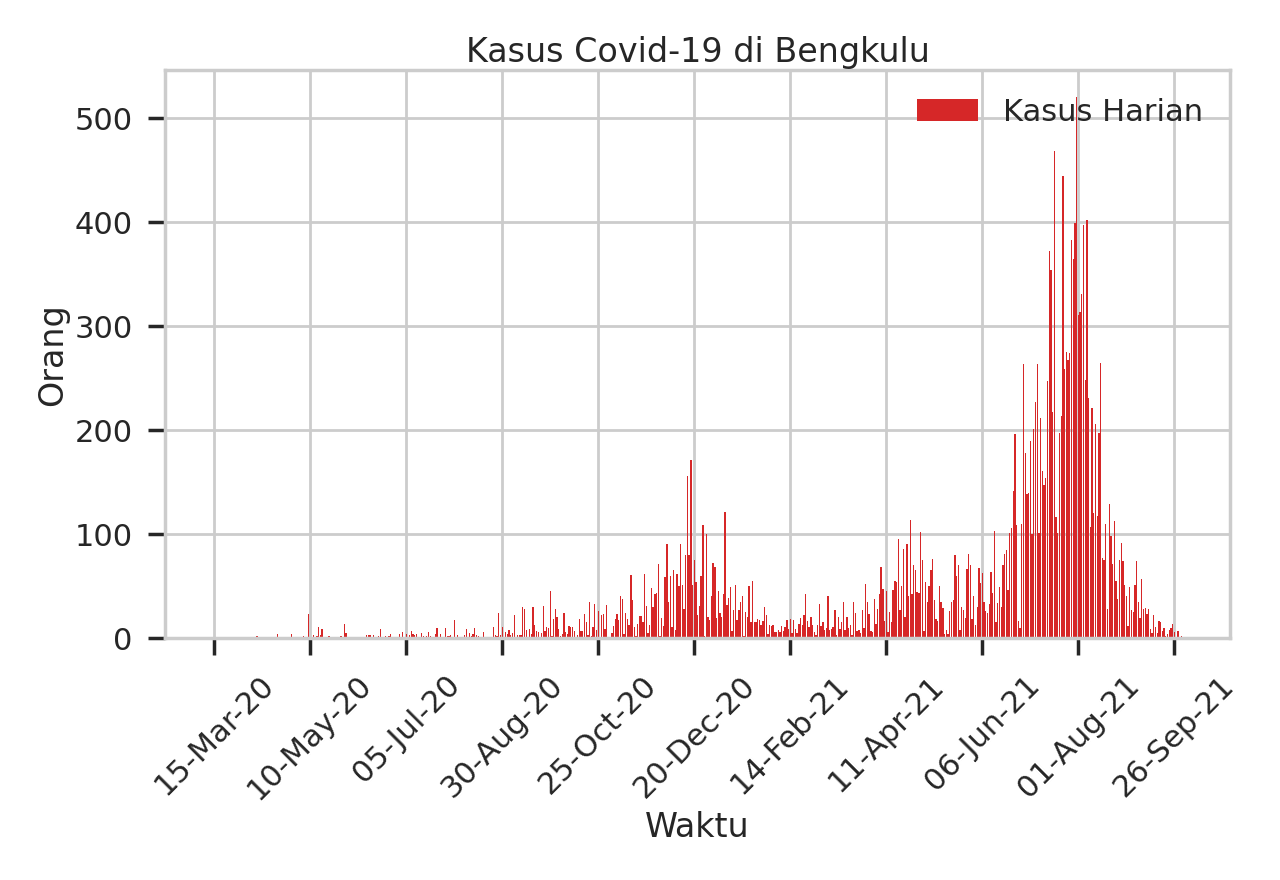 Kasus Covid-19 di Bengkulu
Kasus Harian
Orang
500
400
300
200
100
0
15-Mar-20
10-May-20
05-Jul-20
30-Aug-20
25-Oct-20
20-Dec-20
14-Feb-21
11-Apr-21
06-Jun-21
01-Aug-21
26-Sep-21
Waktu